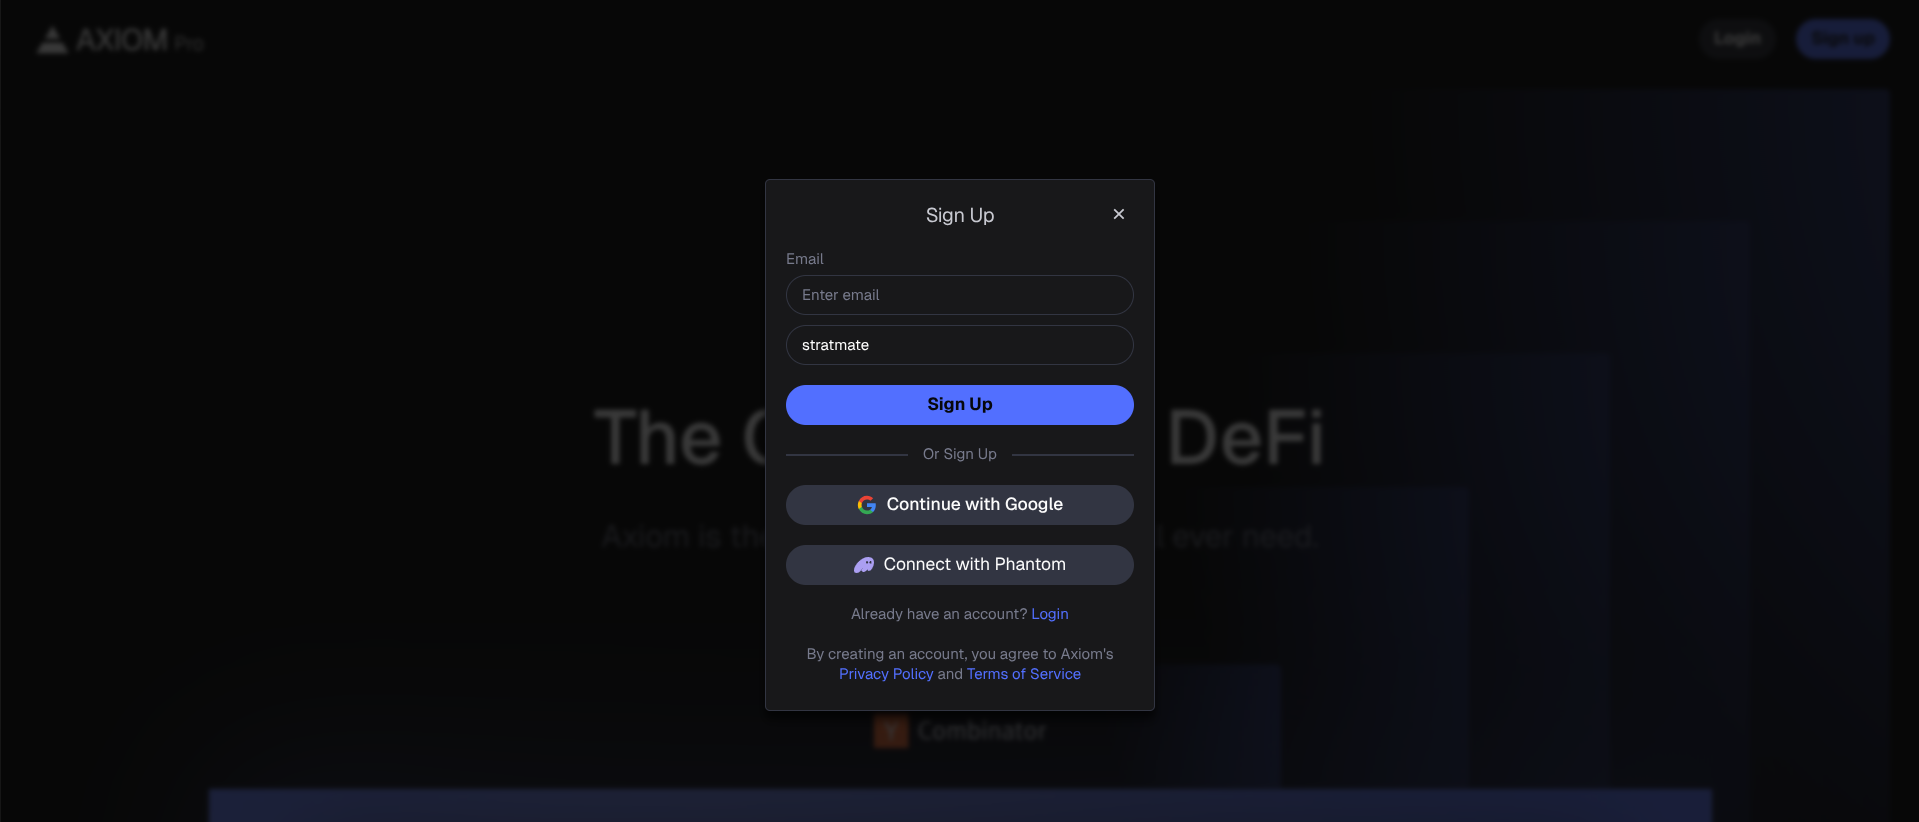 AXIOM Pro
Login
Sign up
Sign Up
Email
Enter email
stratmate
Sign Up
Or Sign Up
Continue with Google
Connect with Phantom
Already have an account? Login
By creating an account, you agree to Axiom's
Privacy Policy and Terms of Service
The
DeFi
Axiom is the
ever need.
Y Combinator